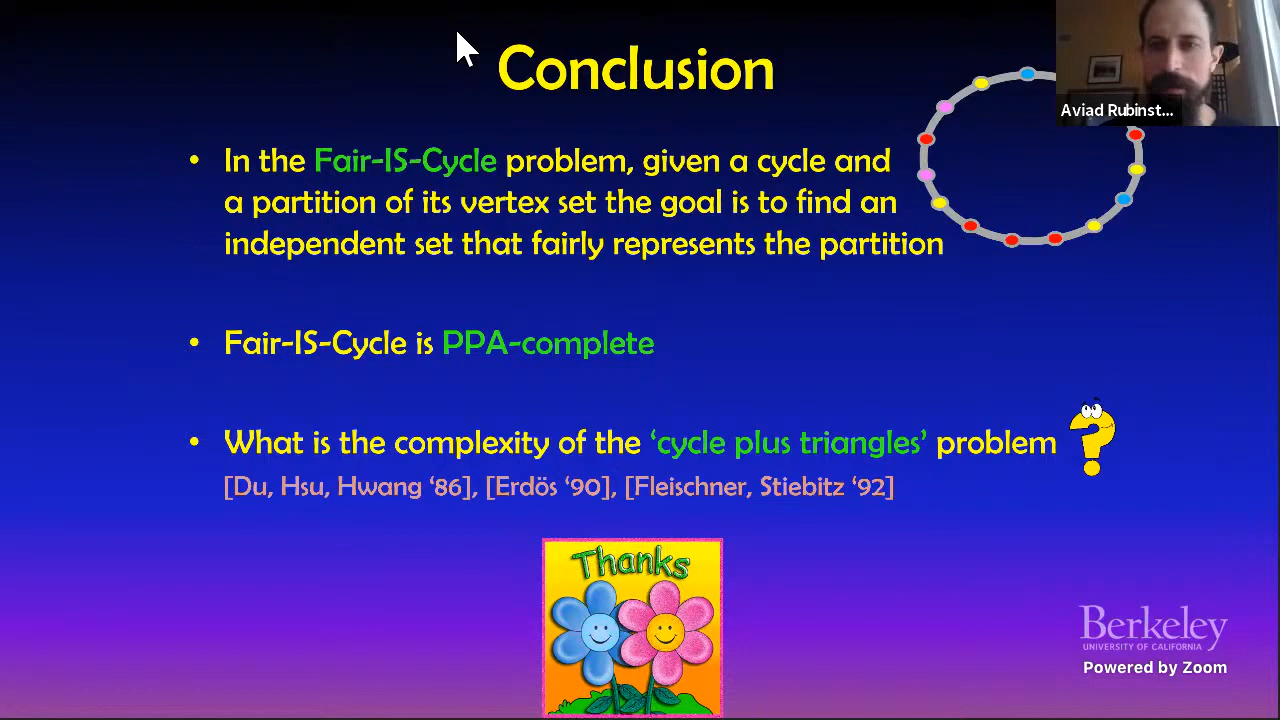 Conclusion
Aviad Rubinst...
• In the Fair-IS-Cycle problem, given a cycle and
a partition of its vertex set the goal is to find an
independent set that fairly represents the partition
• Fair-IS-Cycle is PPA-complete
• What is the complexity of the ‘cycle plus triangles’ problem
[Du, Hsu, Hwang ‘86], [Erdös ‘90], [Fleischner, Stiebitz ‘92]
Thanks
Berkeley
UNIVERSITY OF CALIFORNIA
Powered by Zoom